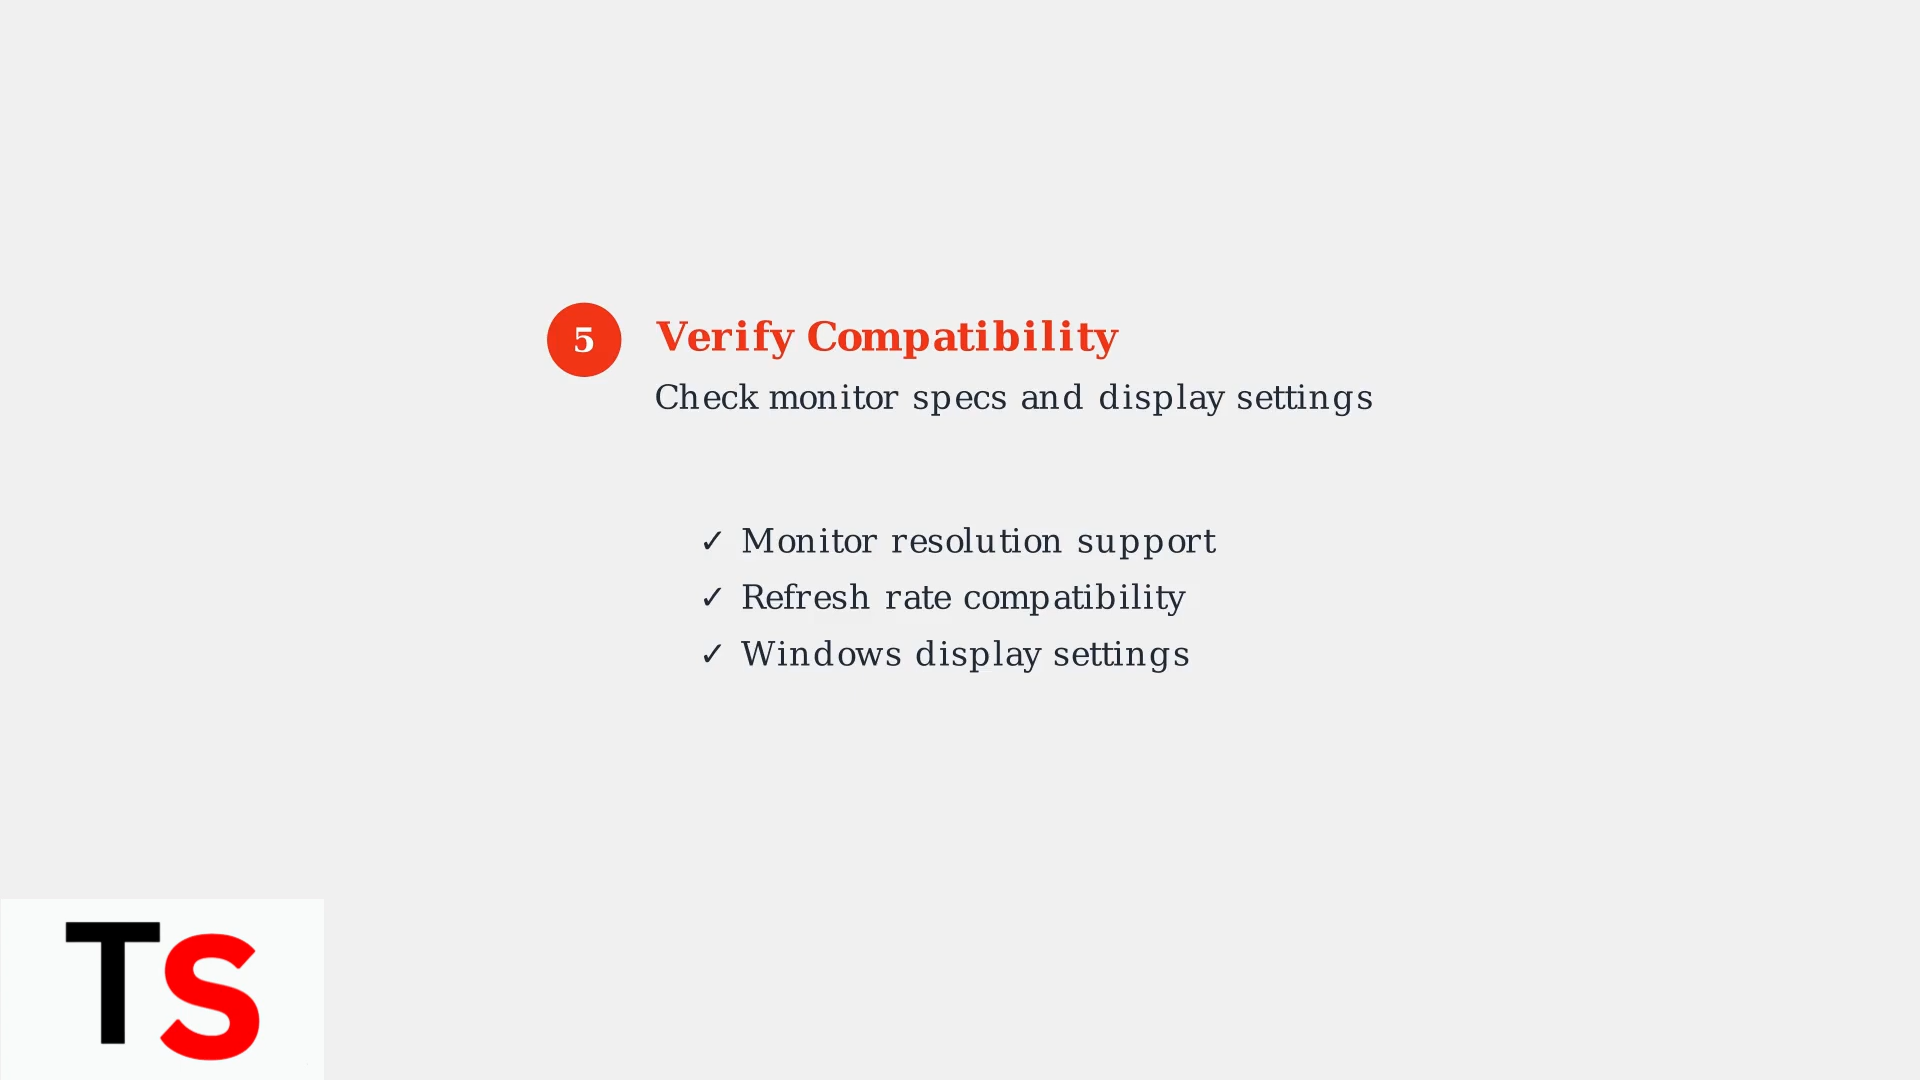 5
Verify Compatibility
Check monitor specs and display settings
✓ Monitor resolution support
✓ Refresh rate compatibility
✓ Windows display settings
TS